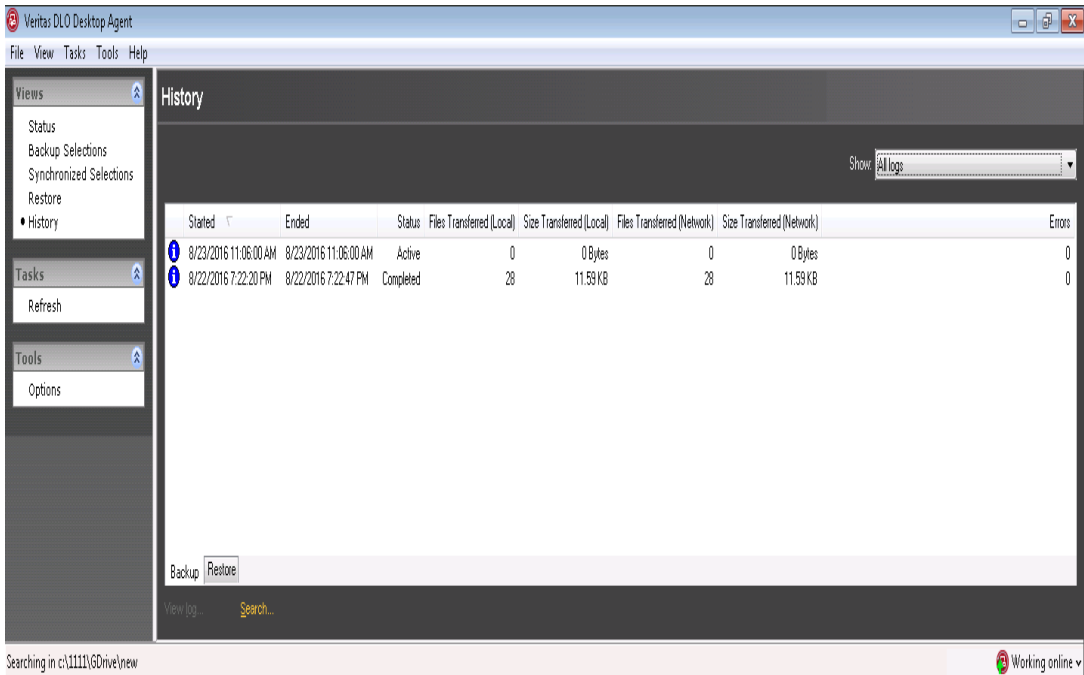 Veritas DLO Desktop Agent
File View Tasks Tools Help
Views
Status
Backup Selections
Synchronized Selections
Restore
History
Tasks
Refresh
Tools
Options
History
Show: All logs
Started Ended Status Files Transferred (Local) Size Transferred (Local) Files Transferred (Network) Size Transferred (Network) Errors
8/23/2016 11:06:00 AM 8/23/2016 11:06:00 AM Active 0 0 Bytes 0 0 Bytes 0
8/22/2016 7:22:20 PM 8/22/2016 7:22:47 PM Completed 28 11.59 KB 28 11.59 KB 0
Backup Restore
View log... Search...
Searching in c:\1111\GDrive\new
Working online